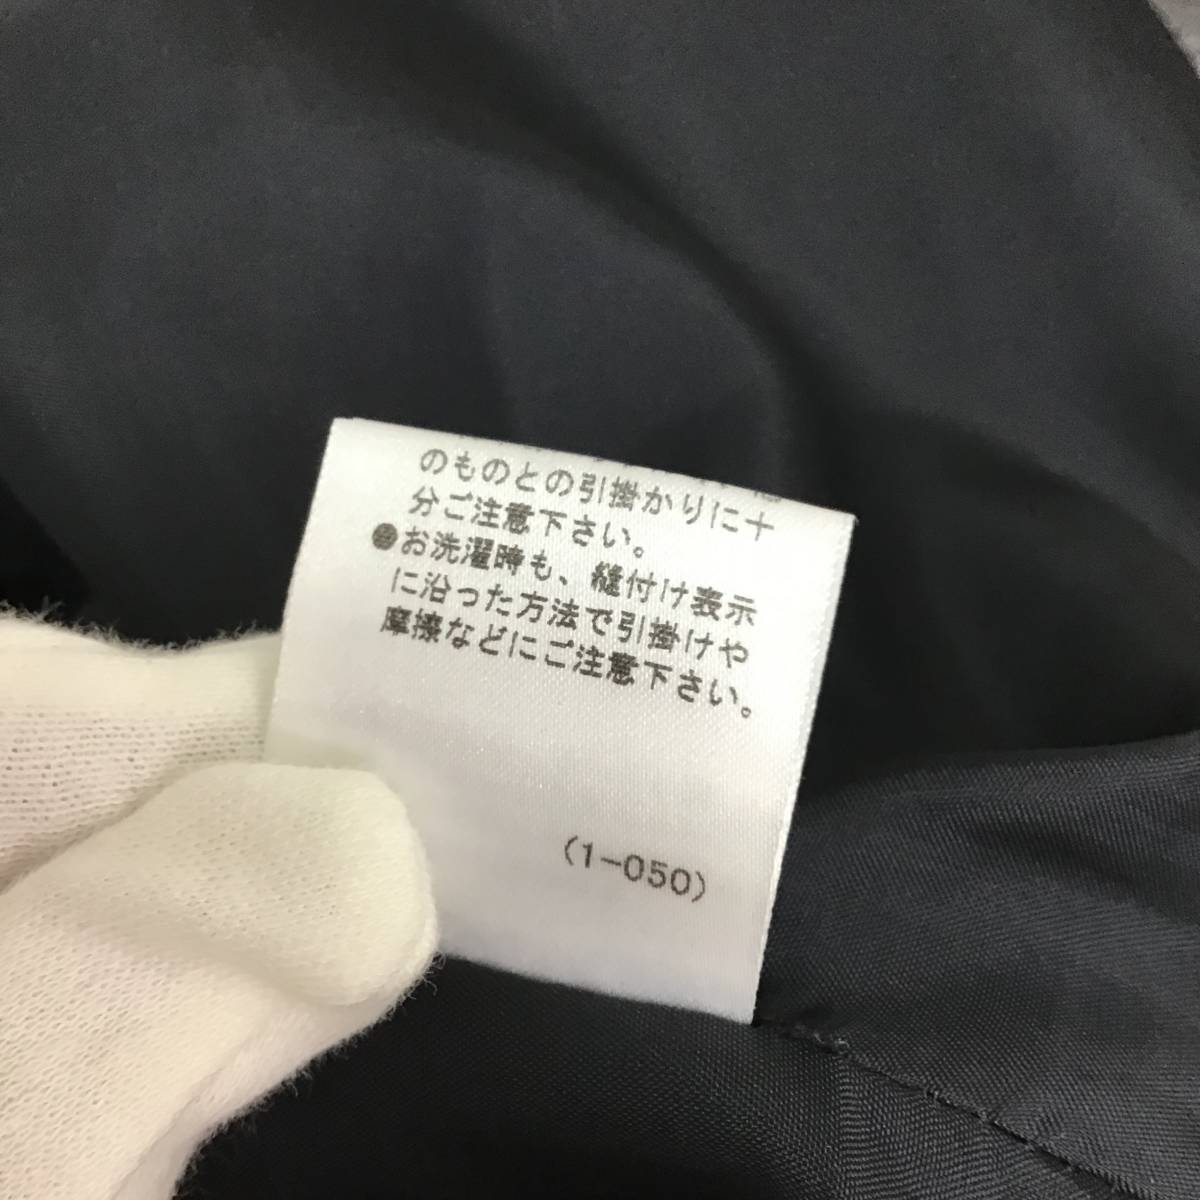 のものとの引掛かりに十
分ご注意下さい。
●お洗濯時も、縫付け表示
に沿った方法で引掛けや
摩擦などにご注意下さい。
(1-050)